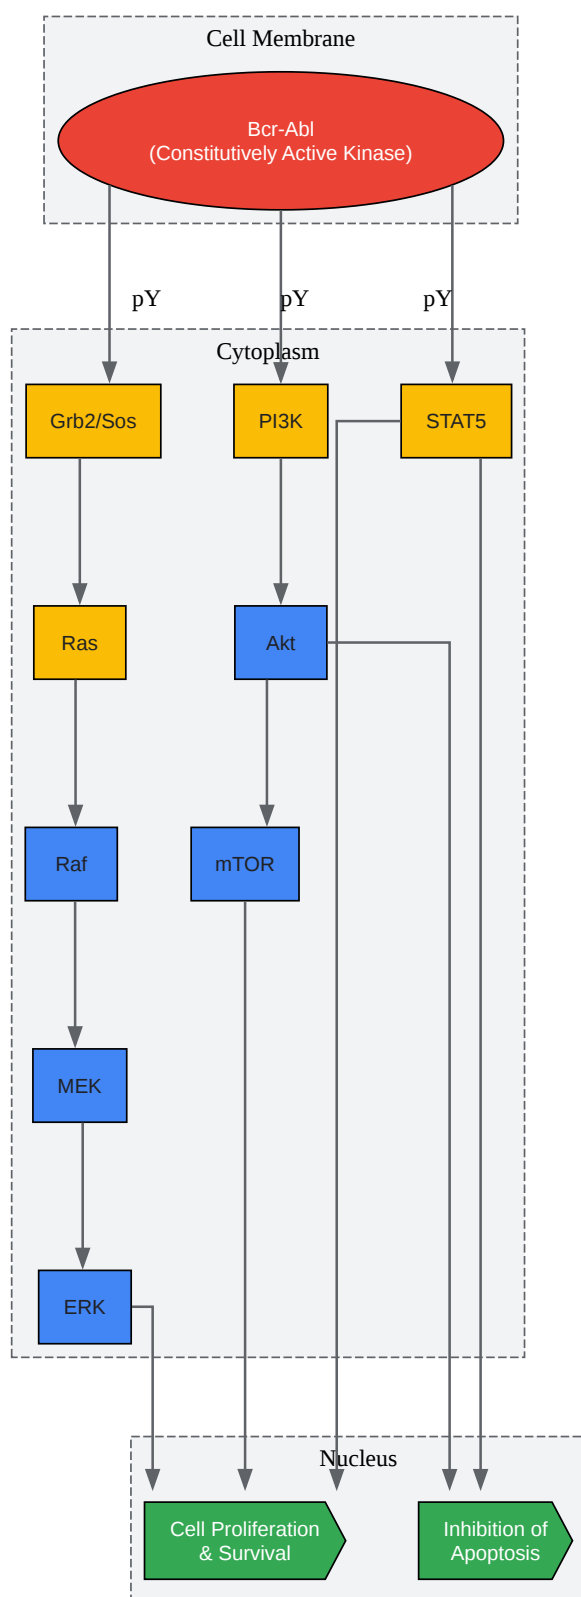 Cell Membrane
Bcr-Abl
(Constitutively Active Kinase)
pY
pY
pY
Cytoplasm
Grb2/Sos
PI3K
STAT5
Ras
Akt
Raf
mTOR
MEK
ERK
Nucleus
Cell Proliferation
& Survival
Inhibition of
Apoptosis